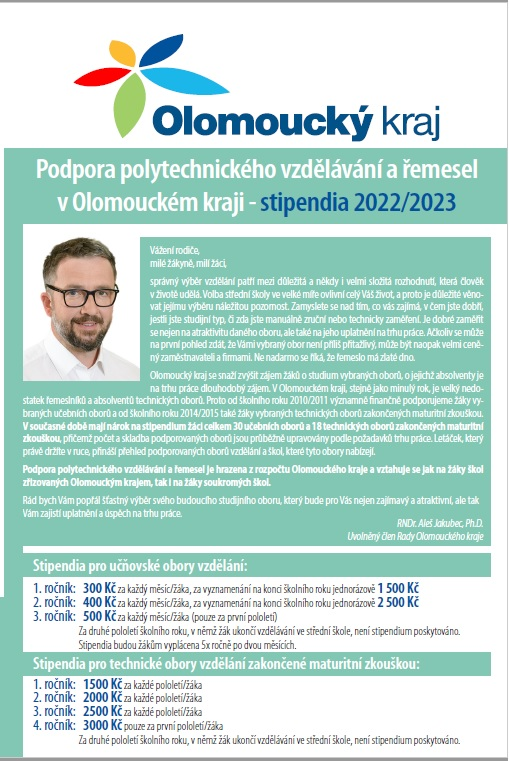 Olomoucký kraj
Podpora polytechnického vzdělávání a řemesel
v Olomouckém kraji - stipendia 2022/2023
Vážení rodiče,
milé žákyně, milí žáci,
správný výběr vzdělání patří mezi důležitá a někdy i velmi složitá rozhodnutí, která člověk
v životě udělá. Volba střední školy ve velké míře ovlivní celý Váš život, a proto je důležité věno-
vat jejímu výběru náležitou pozornost. Zamyslete se nad tím, co vás zajímá, v čem jste dobří,
jestli jste studijní typ, či zda jste manuálně zruční nebo technicky zaměření. Je dobré zaměřit
se nejen na atraktivitu daného oboru, ale také na jeho uplatnění na trhu práce. Ačkoliv se může
na první pohled zdát, že Vámi vybraný obor není příliš přitažlivý, může být naopak velmi ceně-
ný zaměstnavateli a firmami. Ne nadarmo se říká, že řemeslo má zlaté dno.
Olomoucký kraj se snaží zvýšit zájem žáků o studium vybraných oborů, o jejichž absolventy je
na trhu práce dlouhodobý zájem. V Olomouckém kraji, stejně jako minulý rok, je velký nedo-
statek řemeslníků a absolventů technických oborů. Proto od školního roku 2010/2011 významně finančně podporujeme žáky vy-
braných učebních oborů a od školního roku 2014/2015 také žáky vybraných technických oborů zakončených maturitní zkouškou.
V současné době mají nárok na stipendium žáci celkem 30 učebních oborů a 18 technických oborů zakončených maturitní
zkouškou, přičemž počet a skladba podporovaných oborů jsou průběžně upravovány podle požadavků trhu práce. Letáček, který
právě držíte v ruce, přináší přehled podporovaných oborů vzdělání a škol, které tyto obory nabízejí.
Podpora polytechnického vzdělávání a řemesel je hrazena z rozpočtu Olomouckého kraje a vztahuje se jak na žáky škol
zřizovaných Olomouckým krajem, tak i na žáky soukromých škol.
Rád bych Vám popřál šťastný výběr svého budoucího studijního oboru, který bude pro Vás nejen zajímavý a atraktivní, ale tak
Vám zajistí uplatnění a úspěch na trhu práce.
RNDr. Aleš Jakubec, Ph.D.
Uvolněný člen Rady Olomouckého kraje
Stipendia pro učňovské obory vzdělání:
1. ročník: 300 Kč za každý měsíc/žáka, za vyznamenání na konci školního roku jednorázově 1 500 Kč
2. ročník: 400 Kč za každý měsíc/žáka, za vyznamenání na konci školního roku jednorázově 2 500 Kč
3. ročník: 500 Kč za každý měsíc/žáka (pouze za první pololetí)
Za druhé pololetí školního roku, v němž žák ukončí vzdělávání ve střední škole, není stipendium poskytováno.
Stipendia budou žákům vyplácena 5x ročně po dvou měsících.
Stipendia pro technické obory vzdělání zakončené maturitní zkouškou:
1. ročník: 1500 Kč za každé pololetí/žáka
2. ročník: 2000 Kč za každé pololetí/žáka
3. ročník: 2500 Kč za každé pololetí/žáka
4. ročník: 3000 Kč pouze za první pololetí/žáka
Za druhé pololetí školního roku, v němž žák ukončí vzdělávání ve střední škole, není stipendium poskytováno.